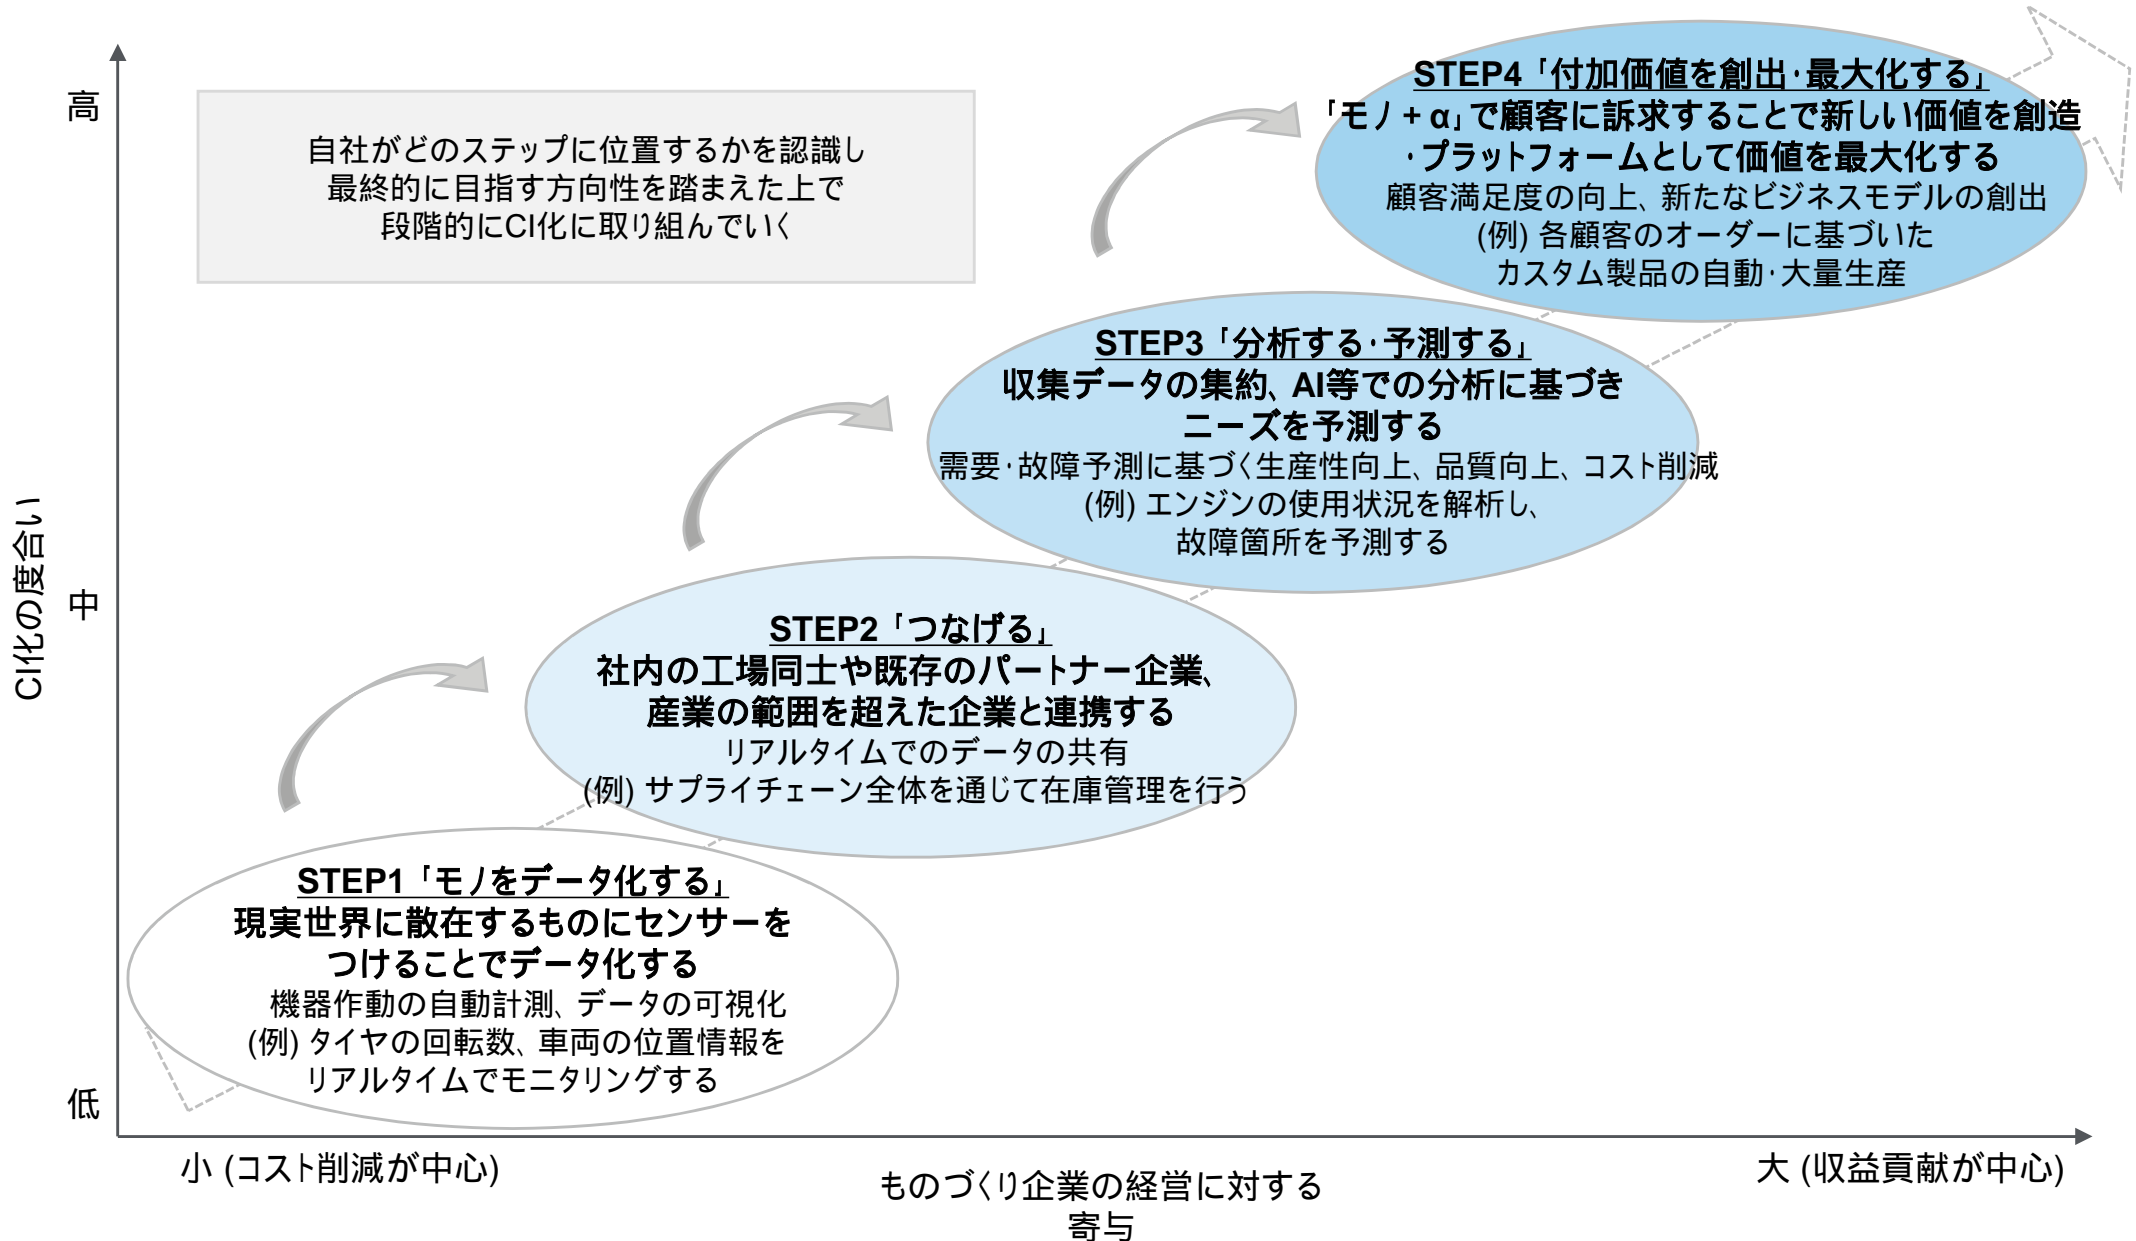 自社がどのステップに位置するかを認識し
最終的に目指す方向性を踏まえた上で
段階的にCI化に取り組んでいく
STEP4「付加価値を創出・最大化する」
「モノ + α」で顧客に訴求することで新しい価値を創造
・プラットフォームとして価値を最大化する
顧客満足度の向上、新たなビジネスモデルの創出
(例) 各顧客のオーダーに基づいた
カスタム製品の自動・大量生産
STEP3「分析する・予測する」
収集データの集約、AI等での分析に基づき
ニーズを予測する
需要・故障予測に基づく生産性向上、品質向上、コスト削減
(例) エンジンの使用状況を解析し、
故障箇所を予測する
STEP2「つなげる」
社内の工場同士や既存のパートナー企業、
産業の範囲を超えた企業と連携する
リアルタイムでのデータの共有
(例) サプライチェーン全体を通じて在庫管理を行う
STEP1「モノをデータ化する」
現実世界に散在するものにセンサーを
つけることでデータ化する
機器作動の自動計測、データの可視化
(例) タイヤの回転数、車両の位置情報を
リアルタイムでモニタリングする
CI化の度合い
高
中
低
小 (コスト削減が中心)
ものづくり企業の経営に対する
寄与
大 (収益貢献が中心)